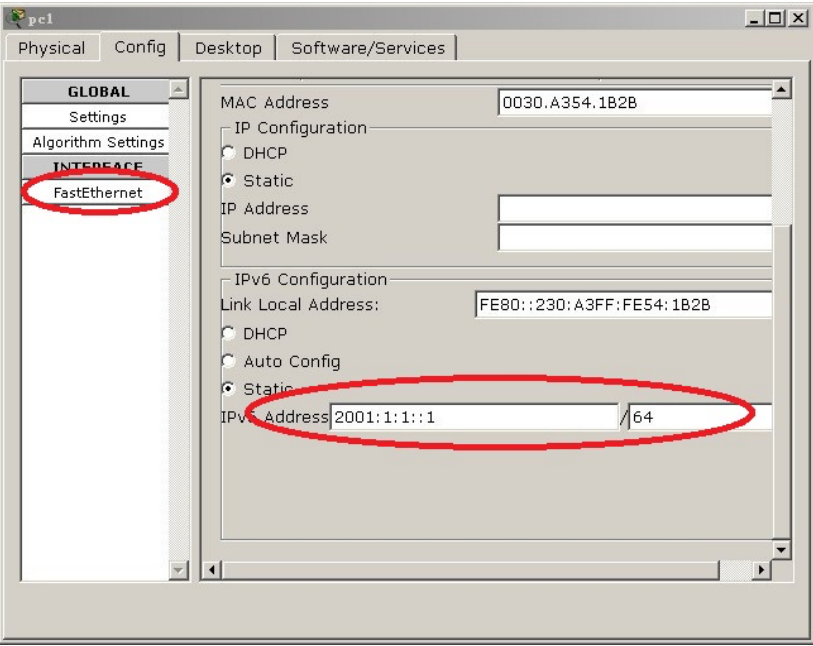 pc1
Physical Config Desktop Software/Services
GLOBAL
Settings
Algorithm Settings
INTERFACE
FastEthernet
MAC Address 0030.A354.1B2B
IP Configuration
DHCP
Static
IP Address
Subnet Mask
IPv6 Configuration
Link Local Address: FE80::230:A3FF:FE54:1B2B
DHCP
Auto Config
Static
IPv6 Address 2001:1:1::1 / 64